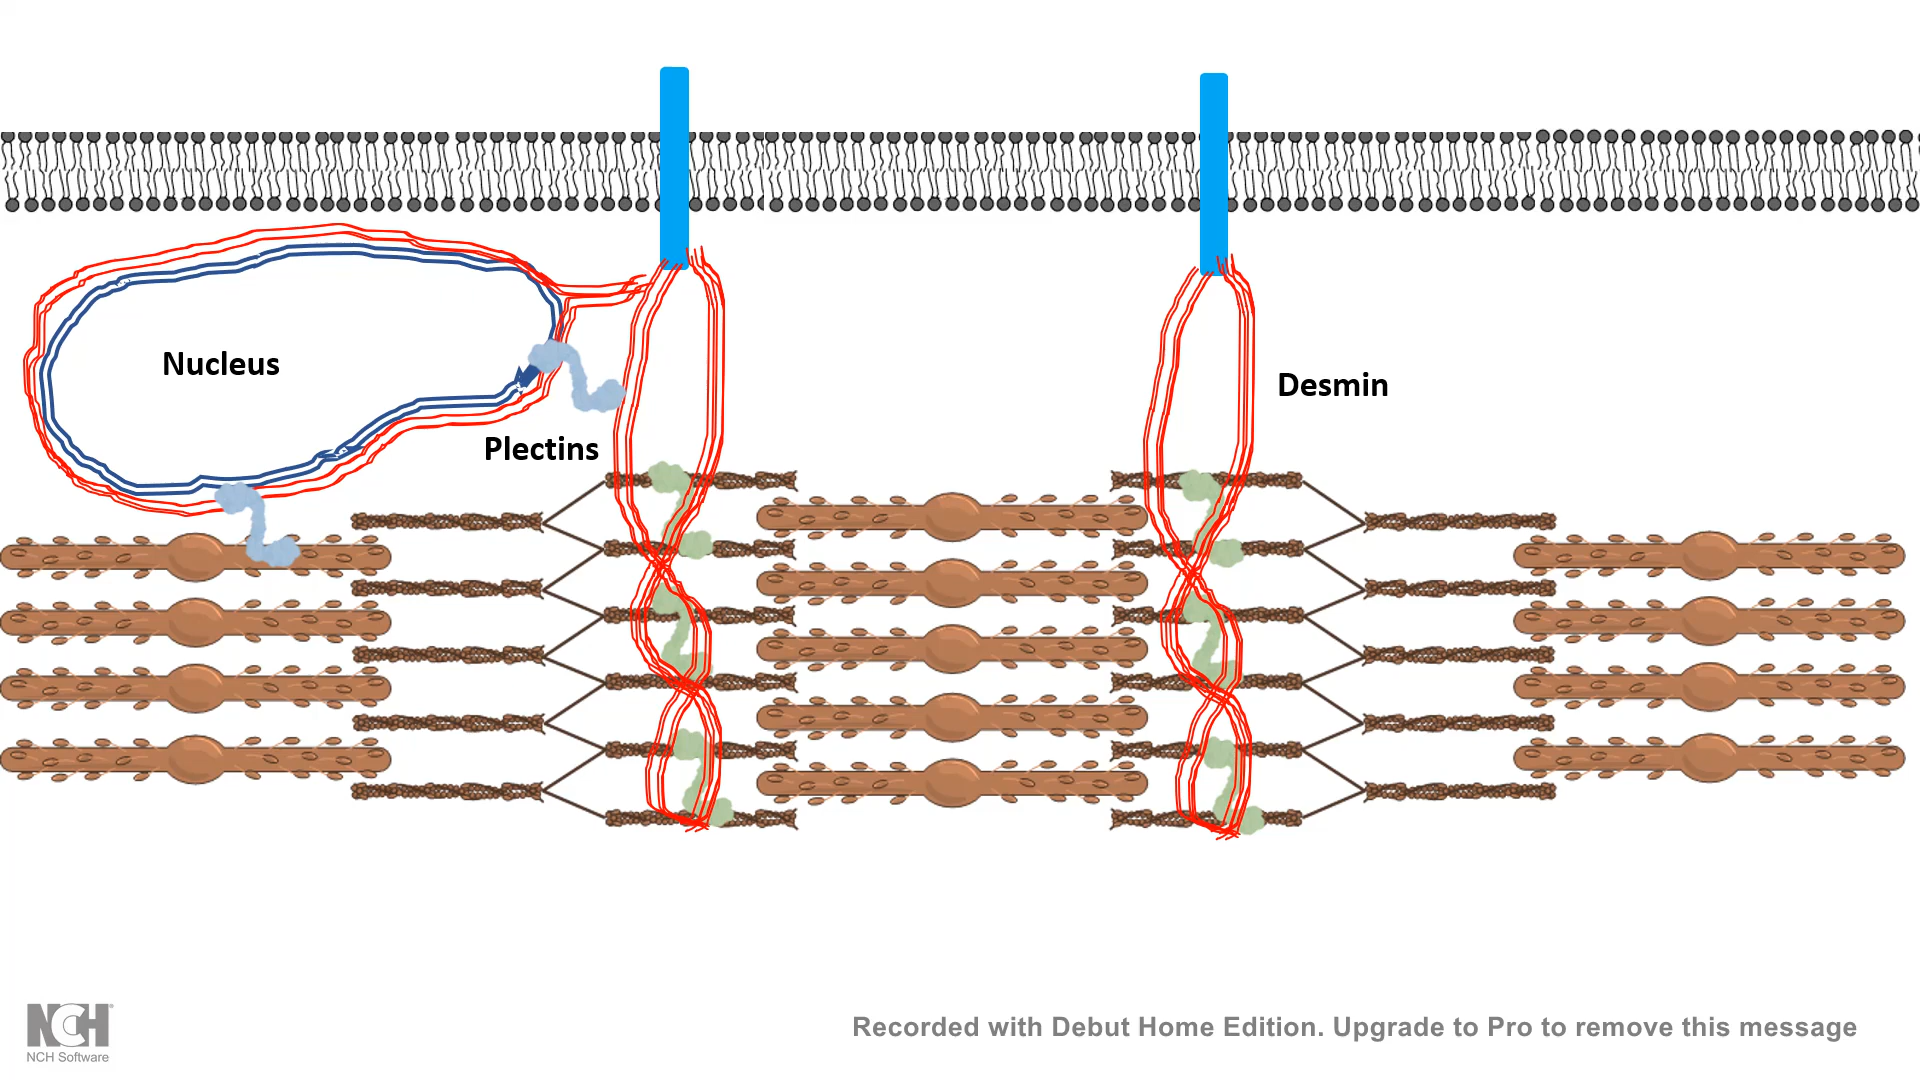 Nucleus
Desmin
Plectins
NCH
NCH Software
Recorded with Debut Home Edition. Upgrade to Pro to remove this message